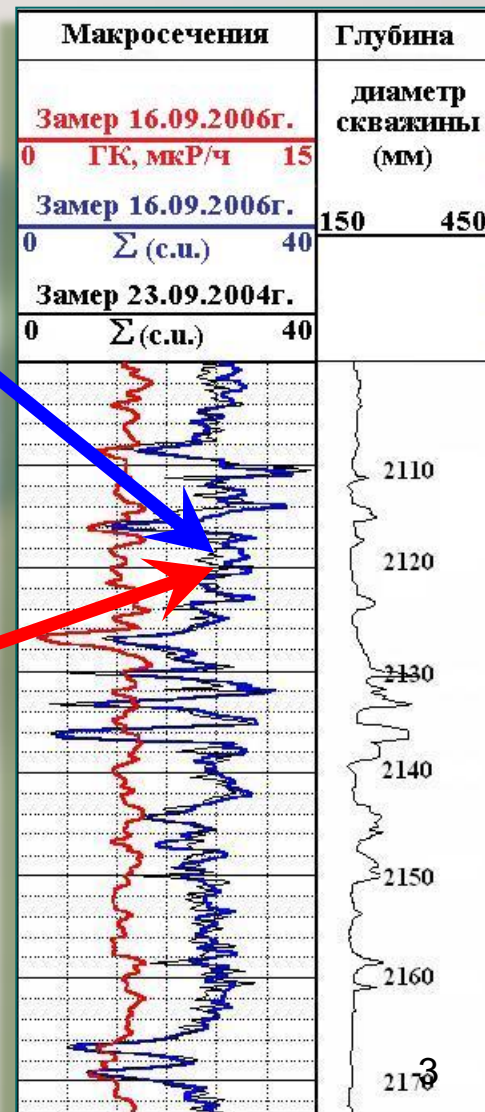 Макросечения
Глубина
Замер 16.09.2006г.
0 ГК, мкР/ч 15
Замер 16.09.2006г.
0 Σ (c.u.) 40
Замер 23.09.2004г.
0 Σ (c.u.) 40
диаметр
скважины
(мм)
150 450
2110
2120
2130
2140
2150
2160
2170
3